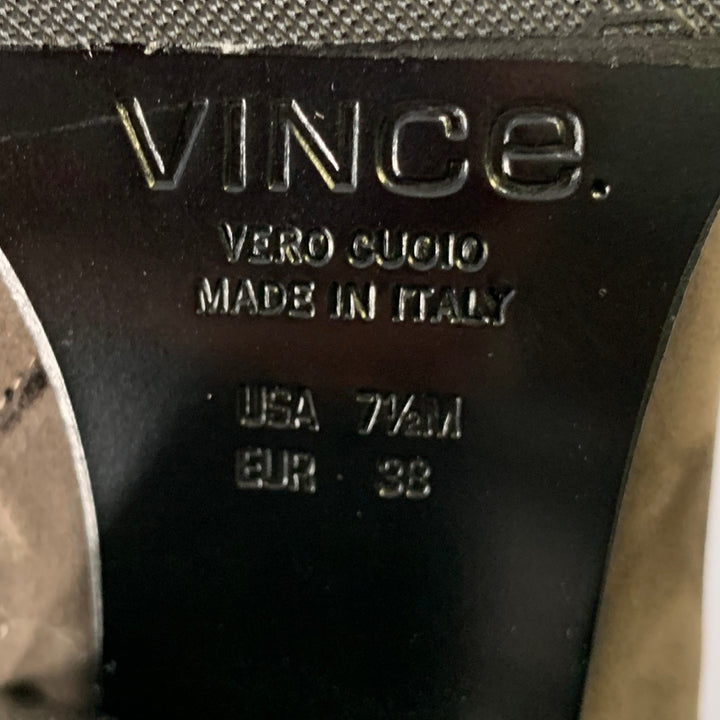 VINCe.
VERO CUOIO
MADE IN ITALY
USA 7½M
EUR 38